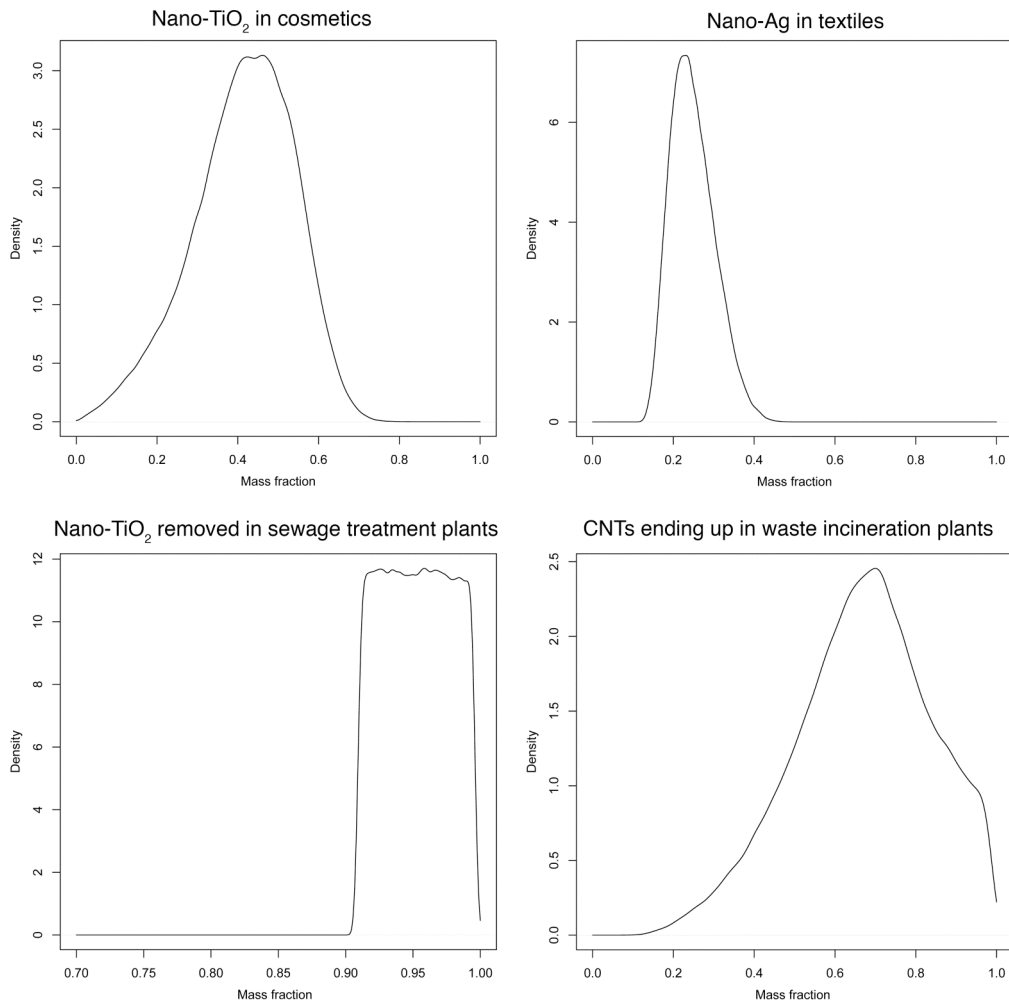 Nano-TiO2 in cosmetics
Density
0.0 0.5 1.0 1.5 2.0 2.5 3.0
0.0 0.2 0.4 0.6 0.8 1.0
Mass fraction
Nano-Ag in textiles
Density
0 2 4 6
0.0 0.2 0.4 0.6 0.8 1.0
Mass fraction
Nano-TiO2 removed in sewage treatment plants
Density
0 2 4 6 8 10 12
0.70 0.75 0.80 0.85 0.90 0.95 1.00
Mass fraction
CNTs ending up in waste incineration plants
Density
0.0 0.5 1.0 1.5 2.0 2.5
0.0 0.2 0.4 0.6 0.8 1.0
Mass fraction